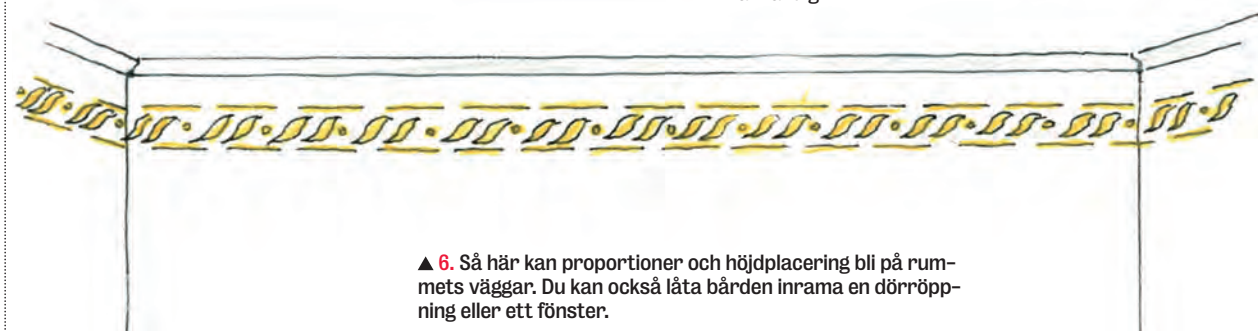 ▲ 6. Så här kan proportioner och höjdplacering bli på rum-
mets väggar. Du kan också låta bården inrama en dörröpp-
ning eller ett fönster.